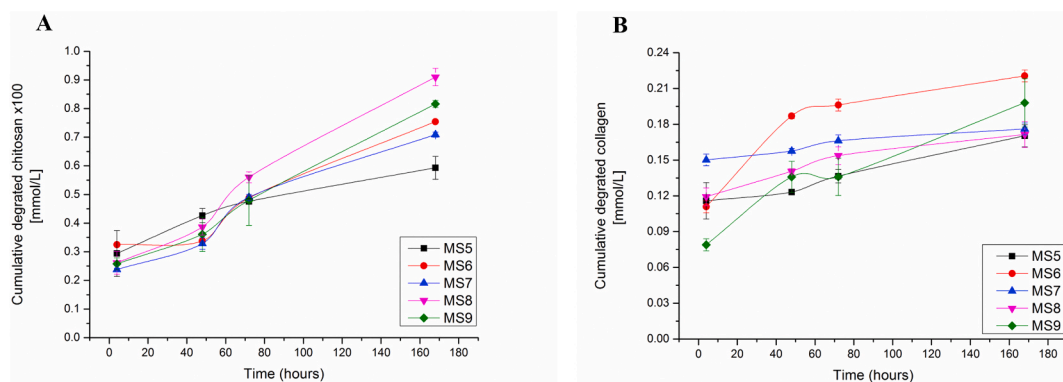 A
Cumulative degrated chitosan x100
[mmol/L]
1.0
0.9
0.8
0.7
0.6
0.5
0.4
0.3
0.2
0.1
0.0
0 20 40 60 80 100 120 140 160 180
Time (hours)
MS5
MS6
MS7
MS8
MS9
B
Cumulative degrated collagen
[mmol/L]
0.24
0.21
0.18
0.15
0.12
0.09
0.06
0.03
0.00
0 20 40 60 80 100 120 140 160 180
Time (hours)
MS5
MS6
MS7
MS8
MS9